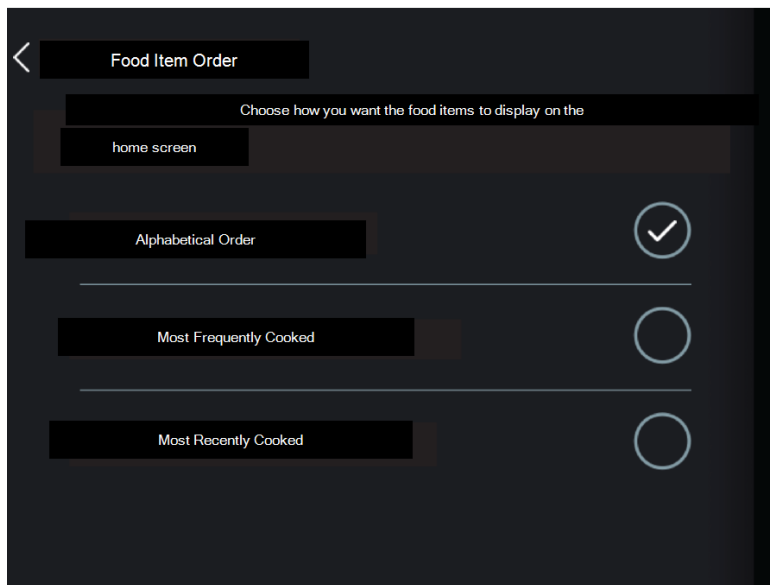 Food Item Order
Choose how you want the food items to display on the
home screen
Alphabetical Order
Most Frequently Cooked
Most Recently Cooked